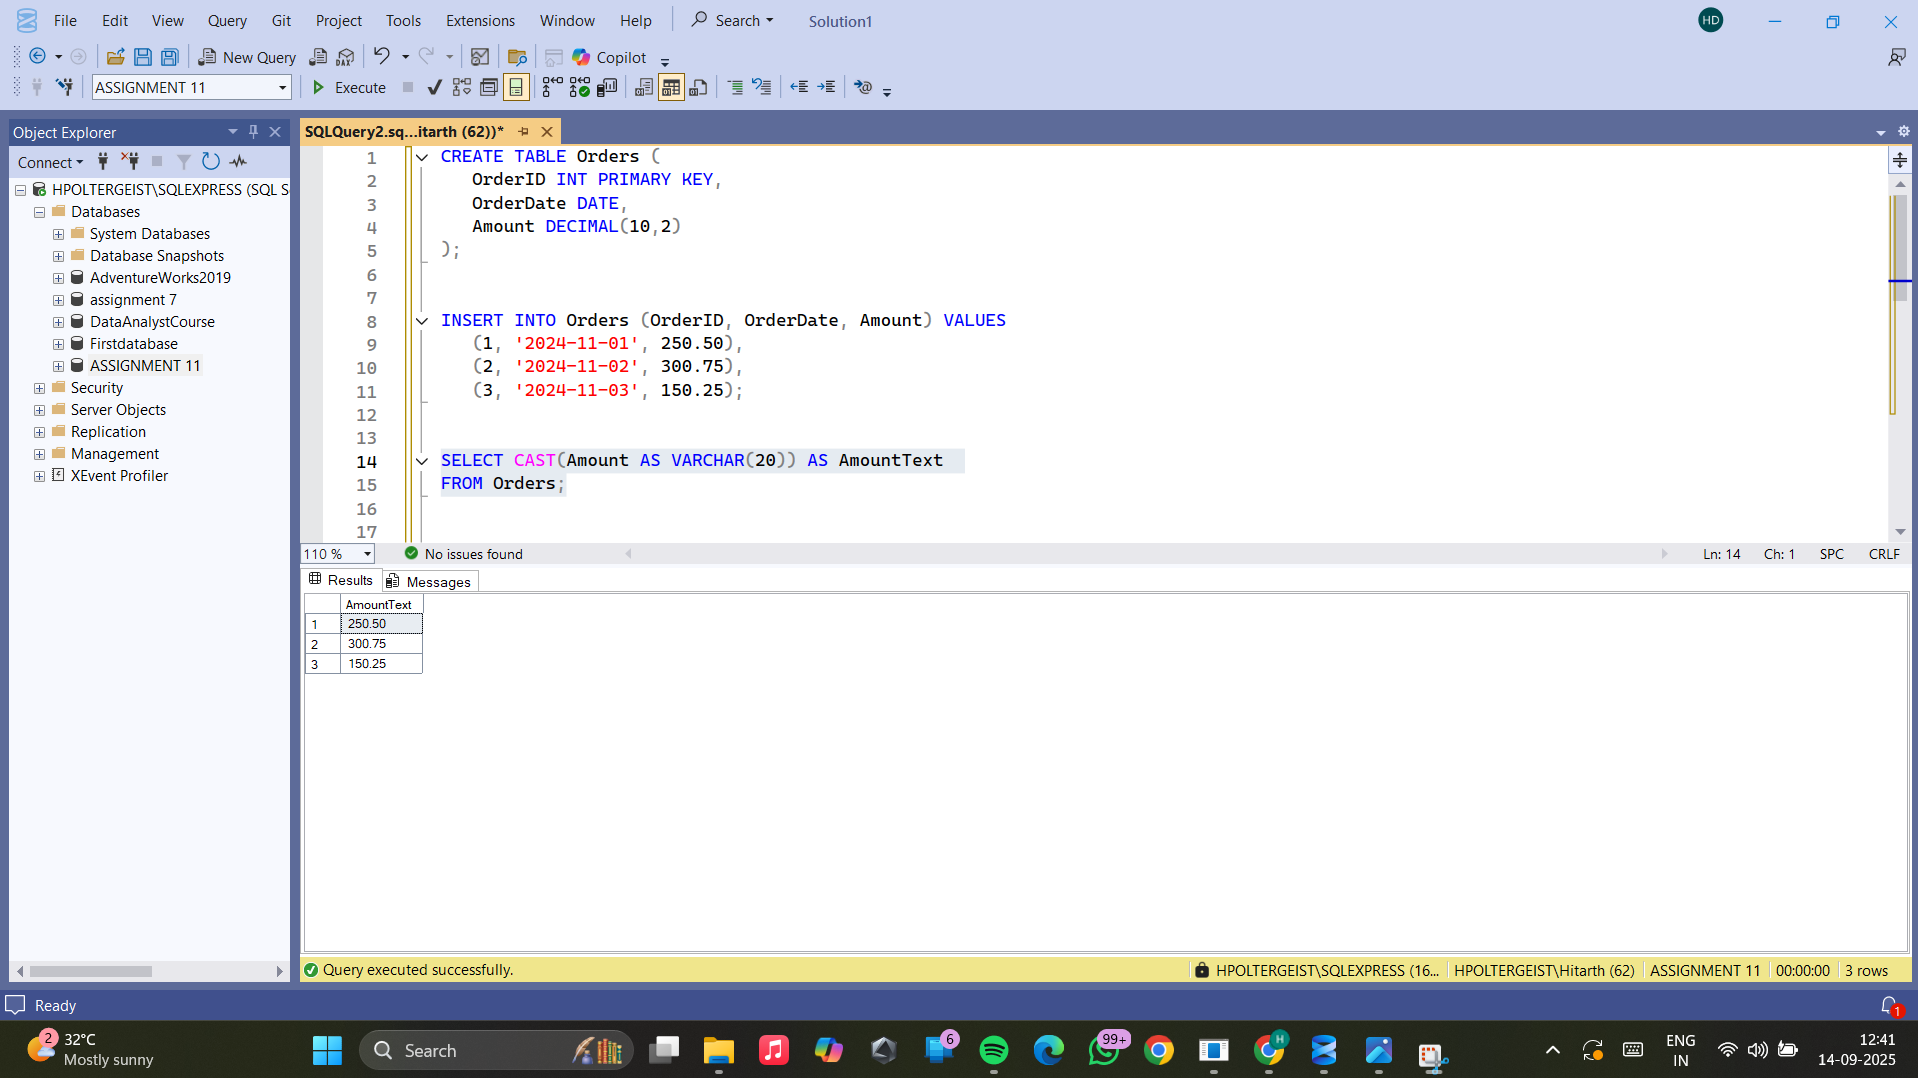 File Edit View Query Git Project Tools Extensions Window Help Search Solution1 HD
New Query DAX Copilot
ASSIGNMENT 11 Execute
Object Explorer
Connect
HPOLTERGEIST\SQLEXPRESS (SQL S
Databases
System Databases
Database Snapshots
AdventureWorks2019
assignment 7
DataAnalystCourse
Firstdatabase
ASSIGNMENT 11
Security
Server Objects
Replication
Management
XEvent Profiler
SQLQuery2.sq...itarth (62))*
1 CREATE TABLE Orders (
2 OrderID INT PRIMARY KEY,
3 OrderDate DATE,
4 Amount DECIMAL(10,2)
5 );
6
7
8 INSERT INTO Orders (OrderID, OrderDate, Amount) VALUES
9 (1, '2024-11-01', 250.50),
10 (2, '2024-11-02', 300.75),
11 (3, '2024-11-03', 150.25);
12
13
14 SELECT CAST(Amount AS VARCHAR(20)) AS AmountText
15 FROM Orders;
16
17
110 % No issues found Ln: 14 Ch: 1 SPC CRLF
Results Messages
AmountText
1 250.50
2 300.75
3 150.25
Query executed successfully. HPOLTERGEIST\SQLEXPRESS (16... HPOLTERGEIST\Hitarth (62) ASSIGNMENT 11 00:00:00 3 rows
Ready 1
2 32°C
Mostly sunny
Search
6
99+
H
ENG
IN
12:41
14-09-2025